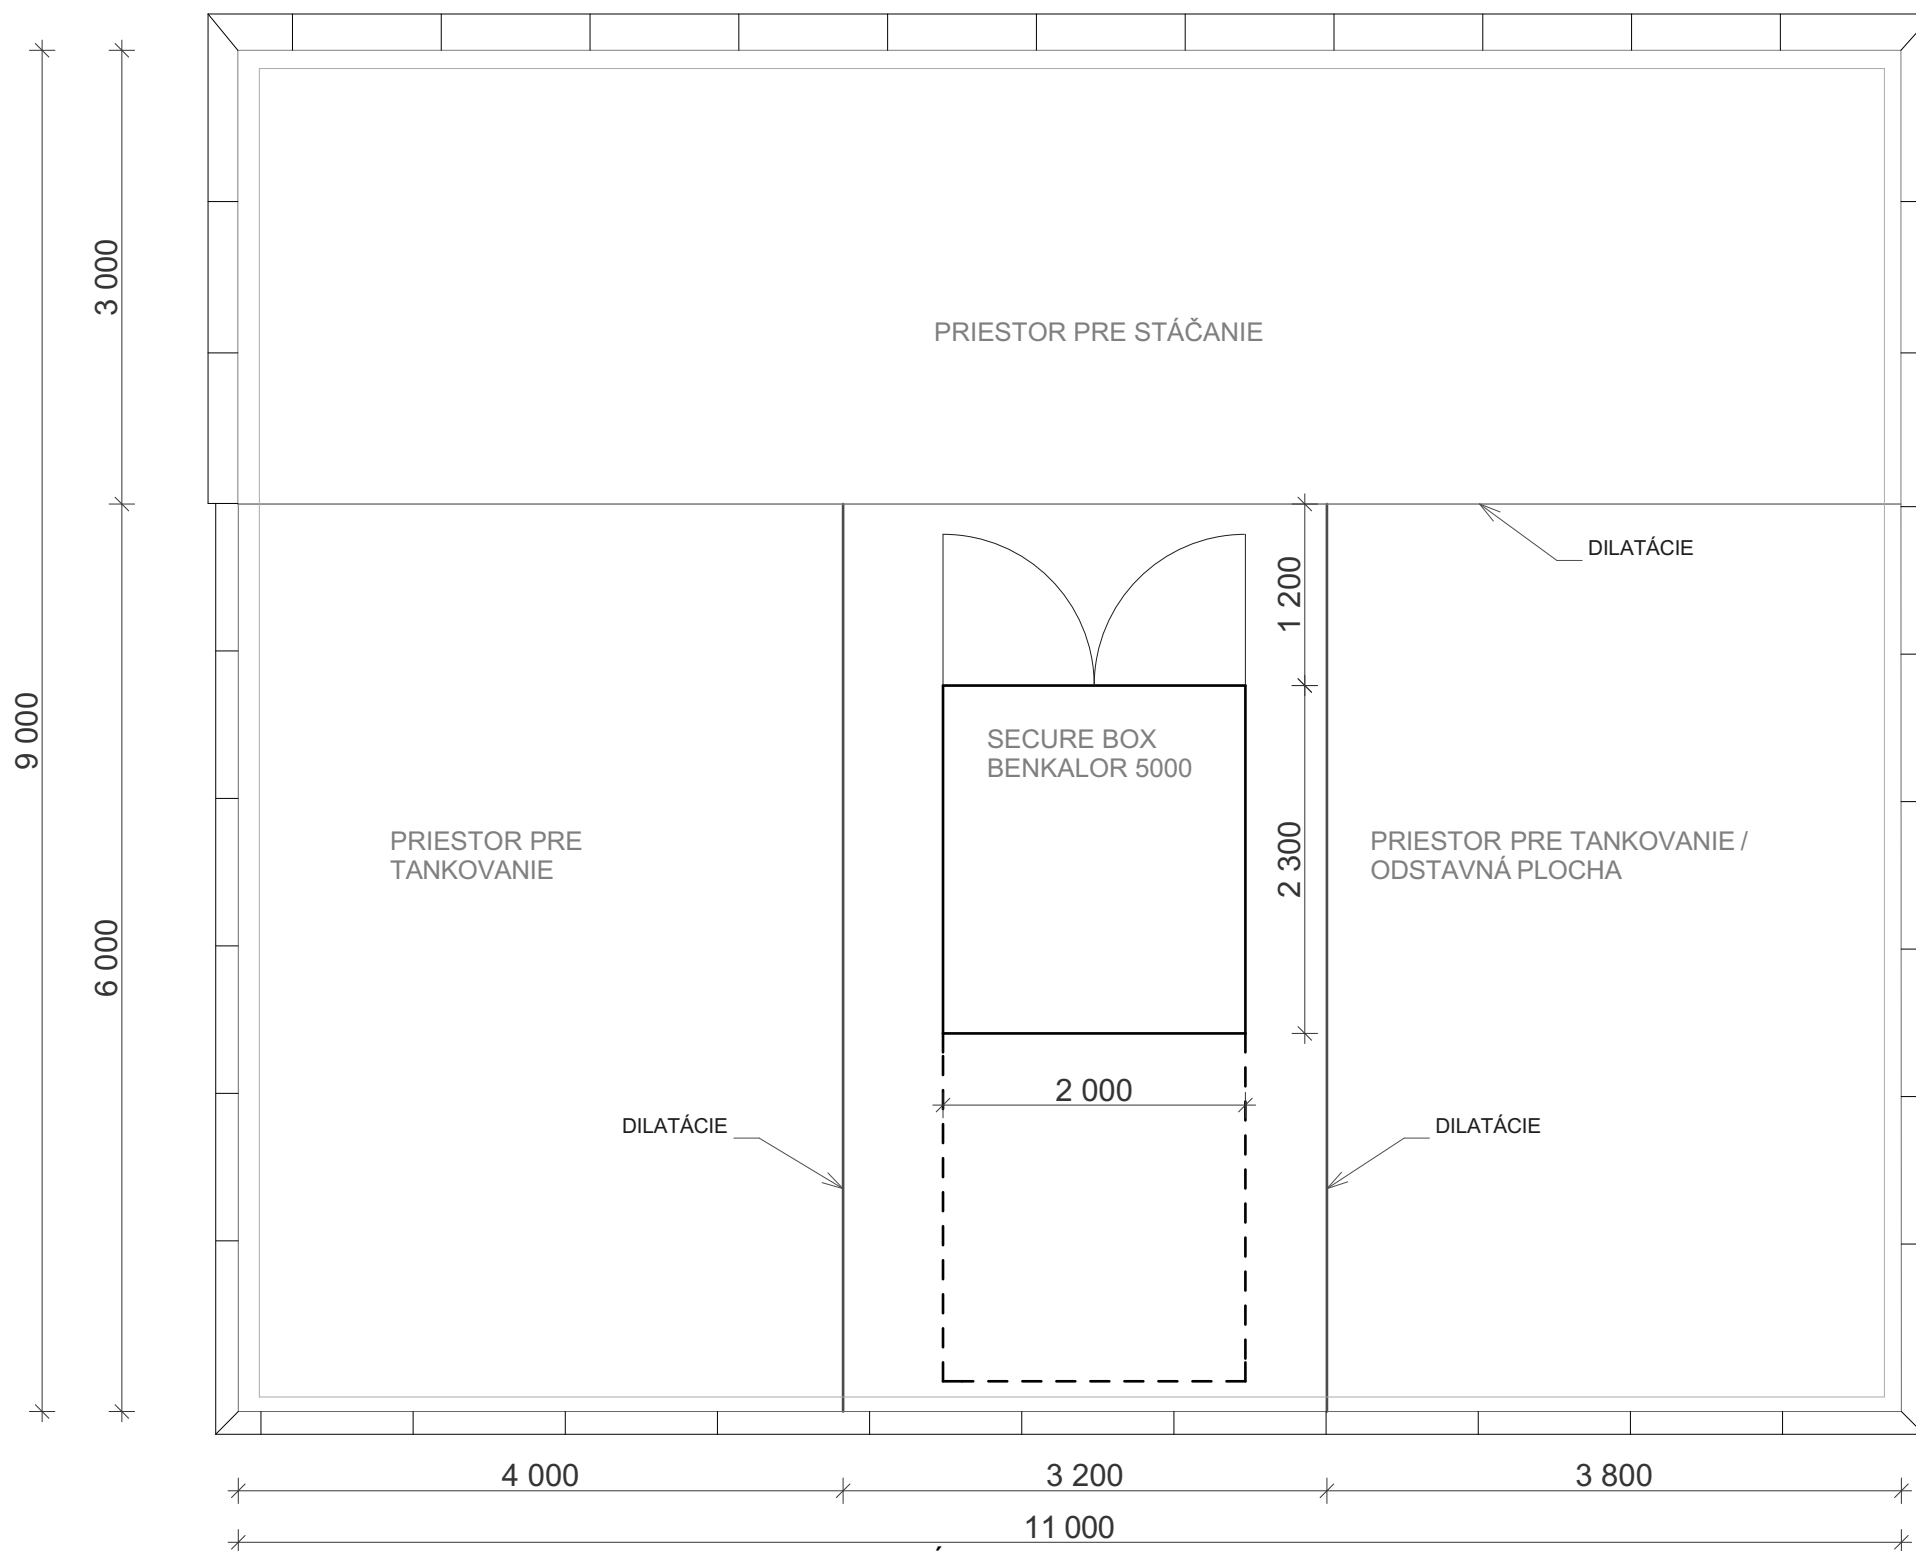 3 000
PRIESTOR PRE STÁČANIE
DILATÁCIE
1 200
9 000
SECURE BOX
BENKALOR 5000
PRIESTOR PRE
TANKOVANIE
2 300
PRIESTOR PRE TANKOVANIE /
ODSTAVNÁ PLOCHA
6 000
2 000
DILATÁCIE
DILATÁCIE
4 000
3 200
3 800
11 000